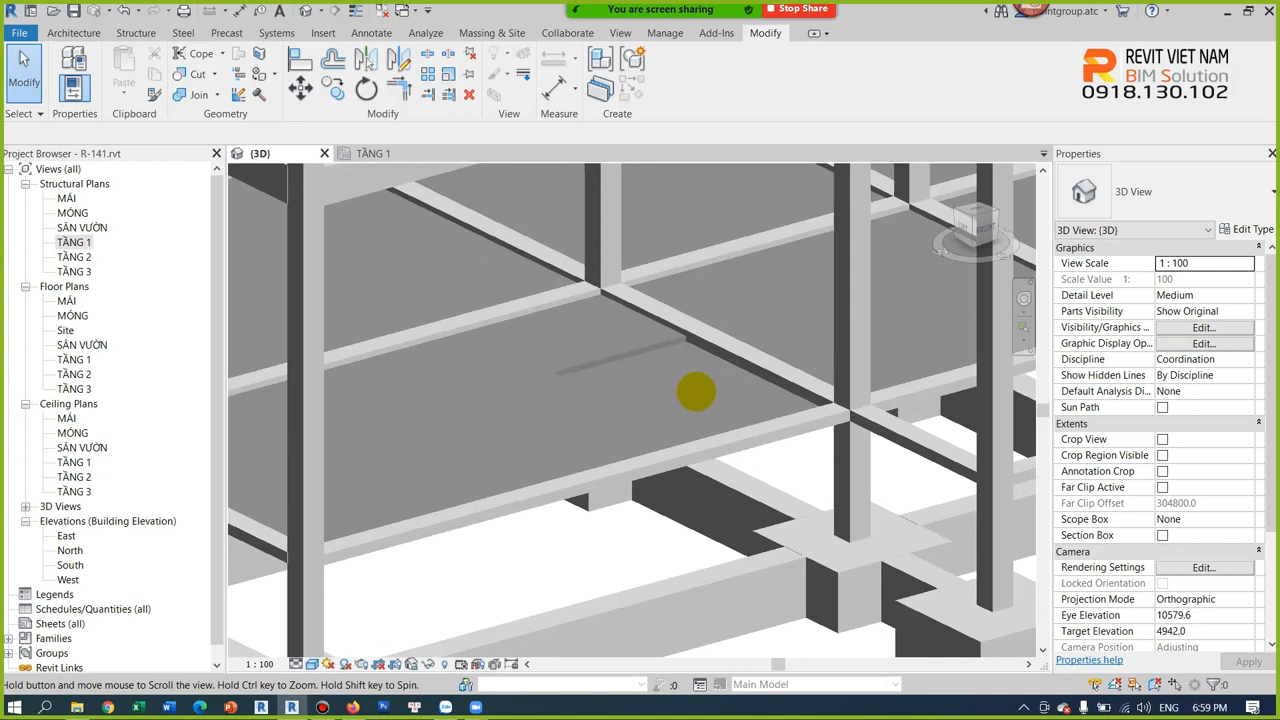 You are screen sharing
Stop Share
File
Architecture
Structure
Steel
Precast
Systems
Insert
Annotate
Analyze
Massing & Site
Collaborate
View
Manage
Add-Ins
Modify
REVIT VIET NAM
BIM Solution
0918.130.102
Modify
Paste
Cope
Cut
Join
Select
Properties
Clipboard
Geometry
Modify
View
Measure
Create
Project Browser - R-141.rvt
{3D}
TẦNG 1
Views (all)
Structural Plans
MÁI
MÓNG
SÂN VƯỜN
TẦNG 1
TẦNG 2
TẦNG 3
Floor Plans
MÁI
MÓNG
Site
SÂN VƯỜN
TẦNG 1
TẦNG 2
TẦNG 3
Ceiling Plans
MÁI
MÓNG
SÂN VƯỜN
TẦNG 1
TẦNG 2
TẦNG 3
3D Views
Elevations (Building Elevation)
East
North
South
West
Legends
Schedules/Quantities (all)
Sheets (all)
Families
Groups
Revit Links
FRONT
Properties
3D View
3D View: {3D}
Edit Type
Graphics
View Scale 1 : 100
Scale Value 1: 100
Detail Level Medium
Parts Visibility Show Original
Visibility/Graphics ... Edit...
Graphic Display Op... Edit...
Discipline Coordination
Show Hidden Lines By Discipline
Default Analysis Di... None
Sun Path
Extents
Crop View
Crop Region Visible
Annotation Crop
Far Clip Active
Far Clip Offset 304800.0
Scope Box None
Section Box
Camera
Rendering Settings Edit...
Locked Orientation
Projection Mode Orthographic
Eye Elevation 10579.6
Target Elevation 4942.0
Camera Position Adjusting
Properties help
Apply
1 : 100
Hold button and move mouse to Scroll the view. Hold Ctrl key to Zoom. Hold Shift key to Spin.
:0
Main Model
:0
6:59 PM